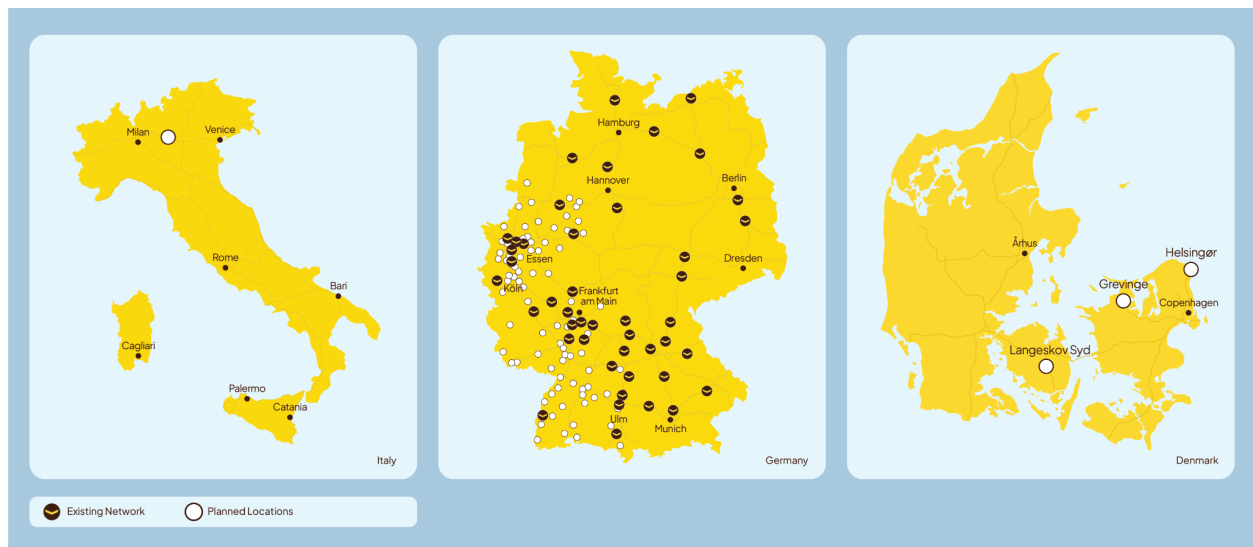 Milan
Venice
Rome
Bari
Cagliari
Palermo
Catania
Italy
Hamburg
Hannover
Berlin
Essen
Dresden
Köln
Frankfurt
am Main
Ulm
Munich
Germany
Århus
Helsingør
Grevinge
Copenhagen
Langeskov Syd
Denmark
Existing Network
Planned Locations